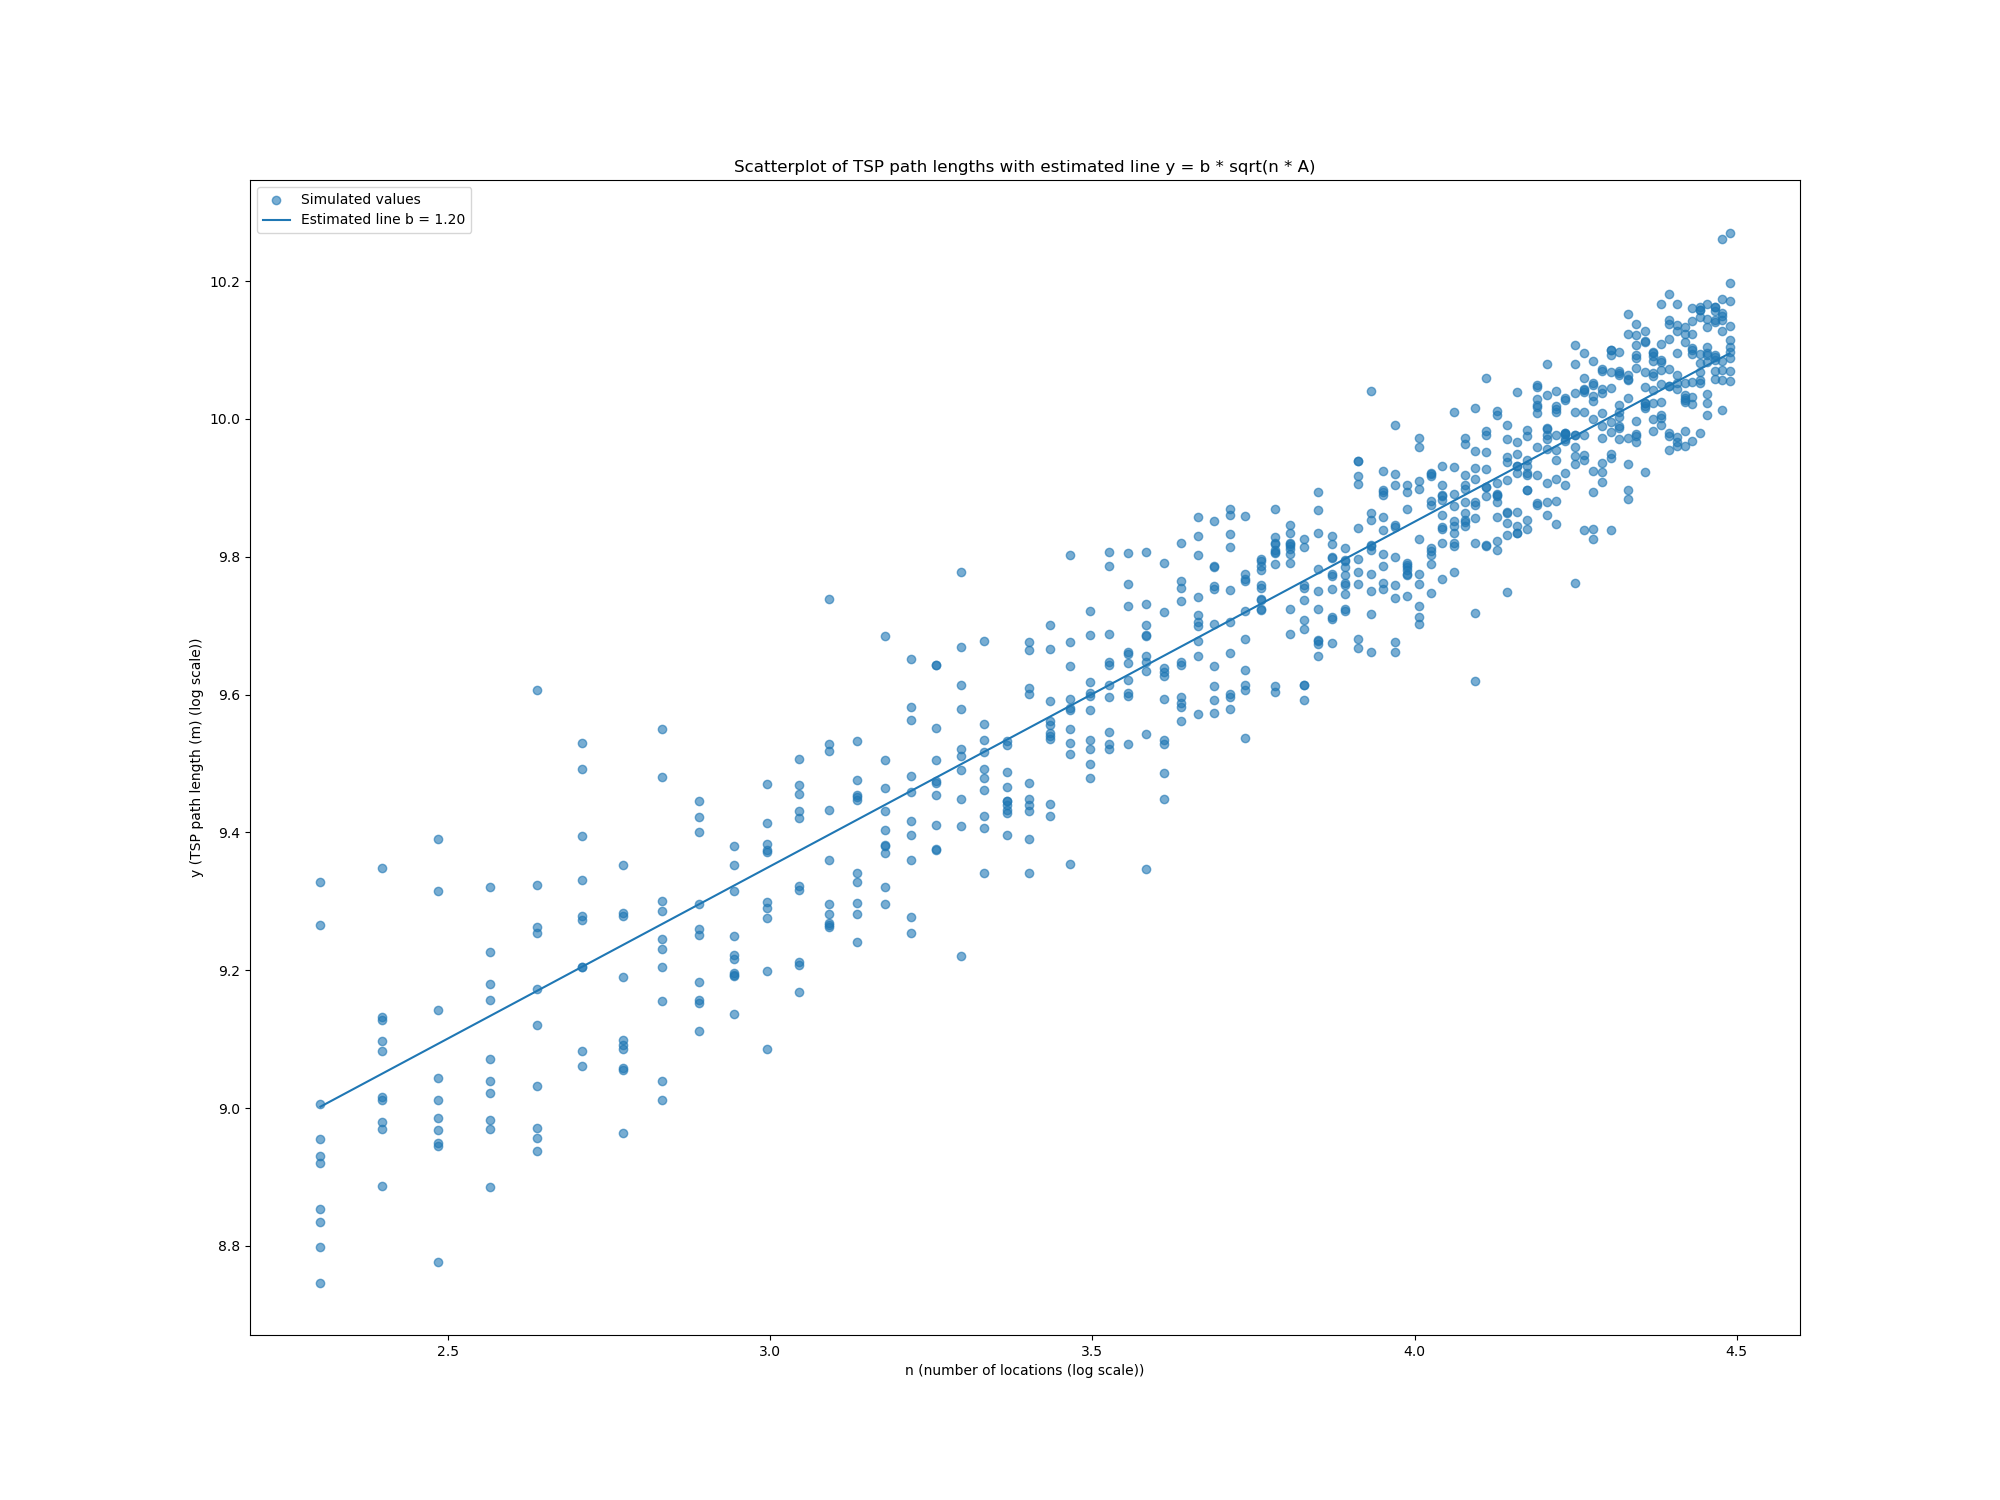 Scatterplot of TSP path lengths with estimated line y = b * sqrt(n * A)
Simulated values
Estimated line b = 1.20
10.2
10.0
9.8
9.6
9.4
9.2
9.0
8.8
y (TSP path length (m) (log scale))
2.5 3.0 3.5 4.0 4.5
n (number of locations (log scale))